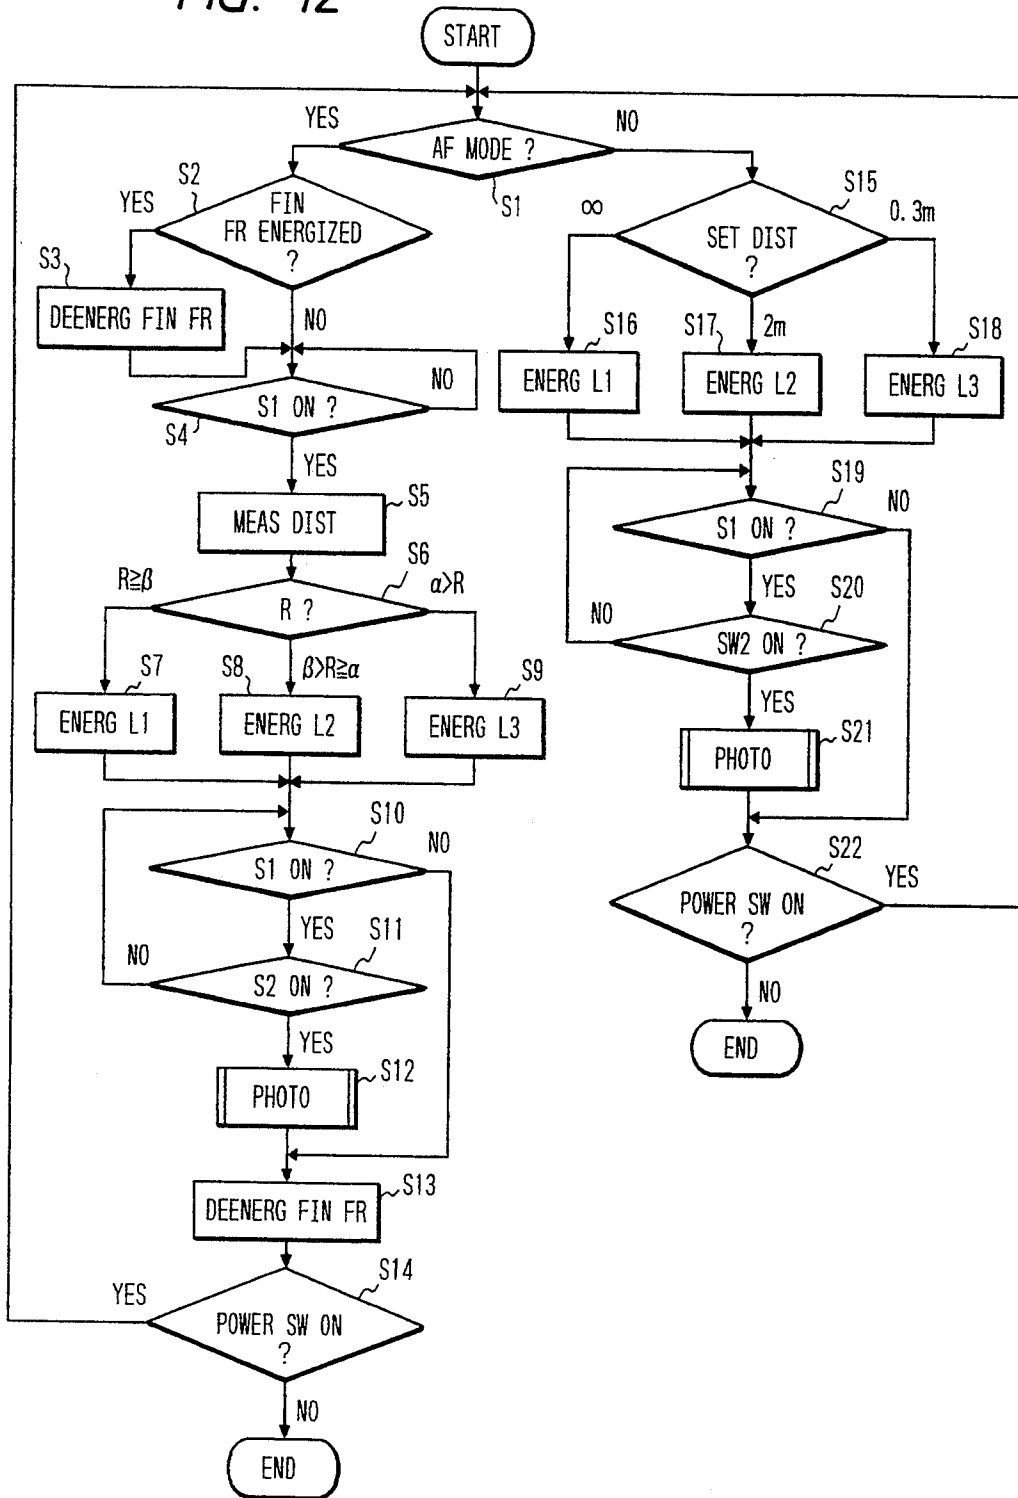 FIG. 42
START
YES
NO
AF MODE ?
S1
S2
YES
FIN
FR ENERGIZED
?
S15
∞
0.3m
SET DIST
?
S3
DEENERG FIN FR
NO
S16
S17
2m
S18
ENERG L1
ENERG L2
ENERG L3
NO
S1 ON ?
S4
YES
S5
MEAS DIST
S19
NO
S1 ON ?
R≧β
S6
α>R
R ?
YES
S20
NO
SW2 ON ?
S7
S8
β>R≧α
S9
ENERG L1
ENERG L2
ENERG L3
YES
S21
PHOTO
S10
NO
S1 ON ?
S22
YES
POWER SW ON
?
YES
S11
NO
S2 ON ?
NO
YES
END
S12
PHOTO
S13
DEENERG FIN FR
S14
YES
POWER SW ON
?
NO
END